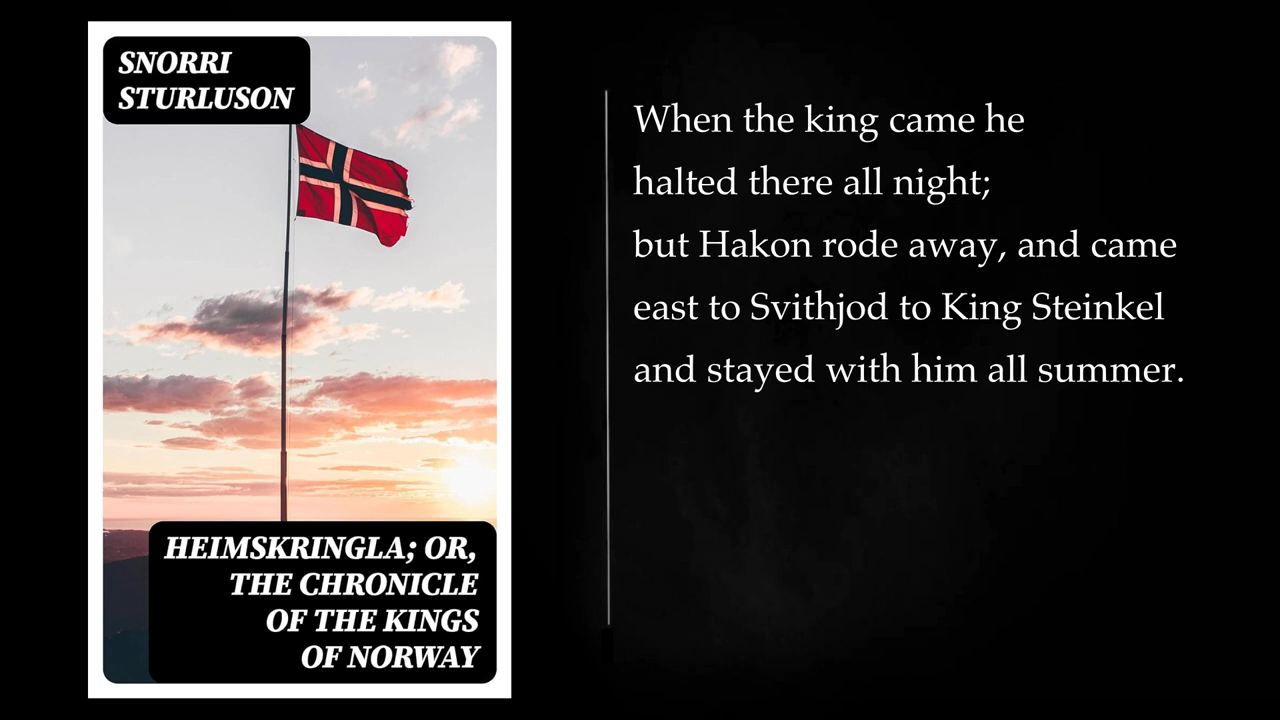 SNORRI
STURLUSON
HEIMSKRINGLA; OR,
THE CHRONICLE
OF THE KINGS
OF NORWAY
When the king came he
halted there all night;
but Hakon rode away, and came
east to Svithjod to King Steinkel
and stayed with him all summer.